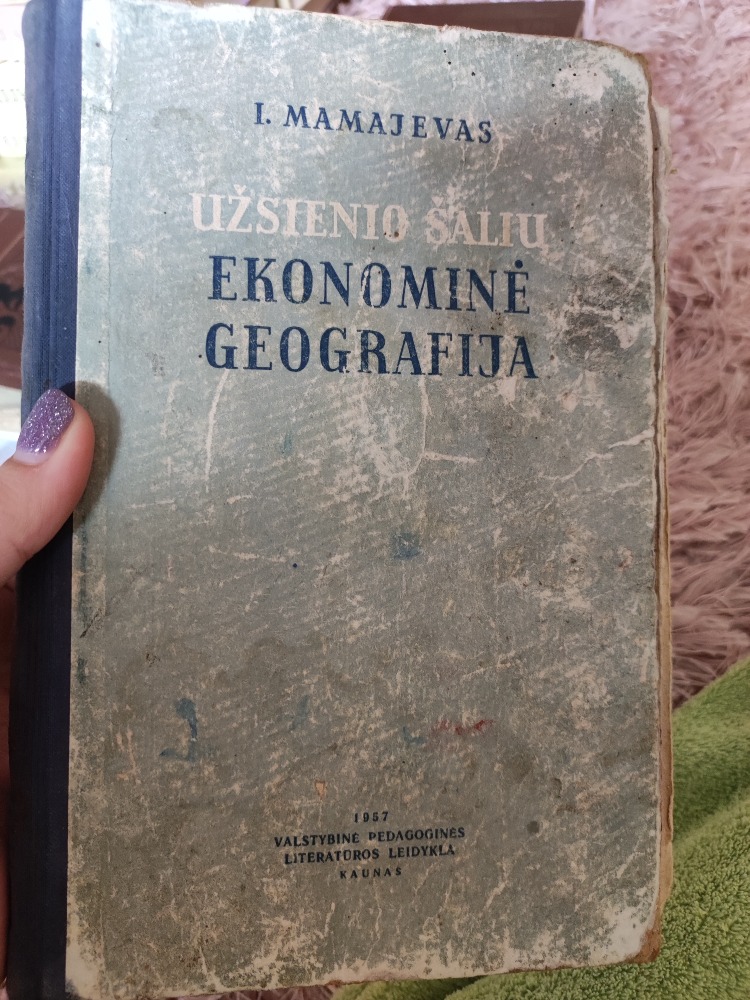 I. MAMAJEVAS
UŽSIENIO ŠALIŲ
EKONOMINĖ
GEOGRAFIJA
1957
VALSTYBINĖ PEDAGOGINĖS
LITERATŪROS LEIDYKLA
KAUNAS